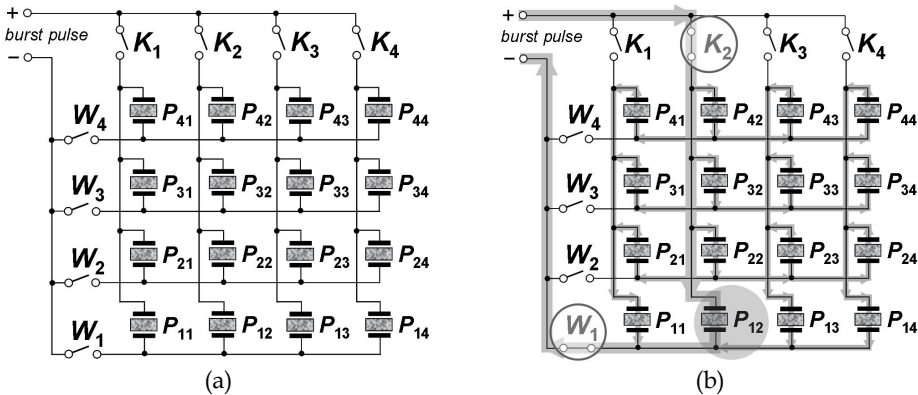 +
burst pulse
−
K1 K2 K3 K4
W4 P41 P42 P43 P44
W3 P31 P32 P33 P34
W2 P21 P22 P23 P24
W1 P11 P12 P13 P14
(a)
+
burst pulse
−
K1 K2 K3 K4
W4 P41 P42 P43 P44
W3 P31 P32 P33 P34
W2 P21 P22 P23 P24
W1 P11 P12 P13 P14
(b)